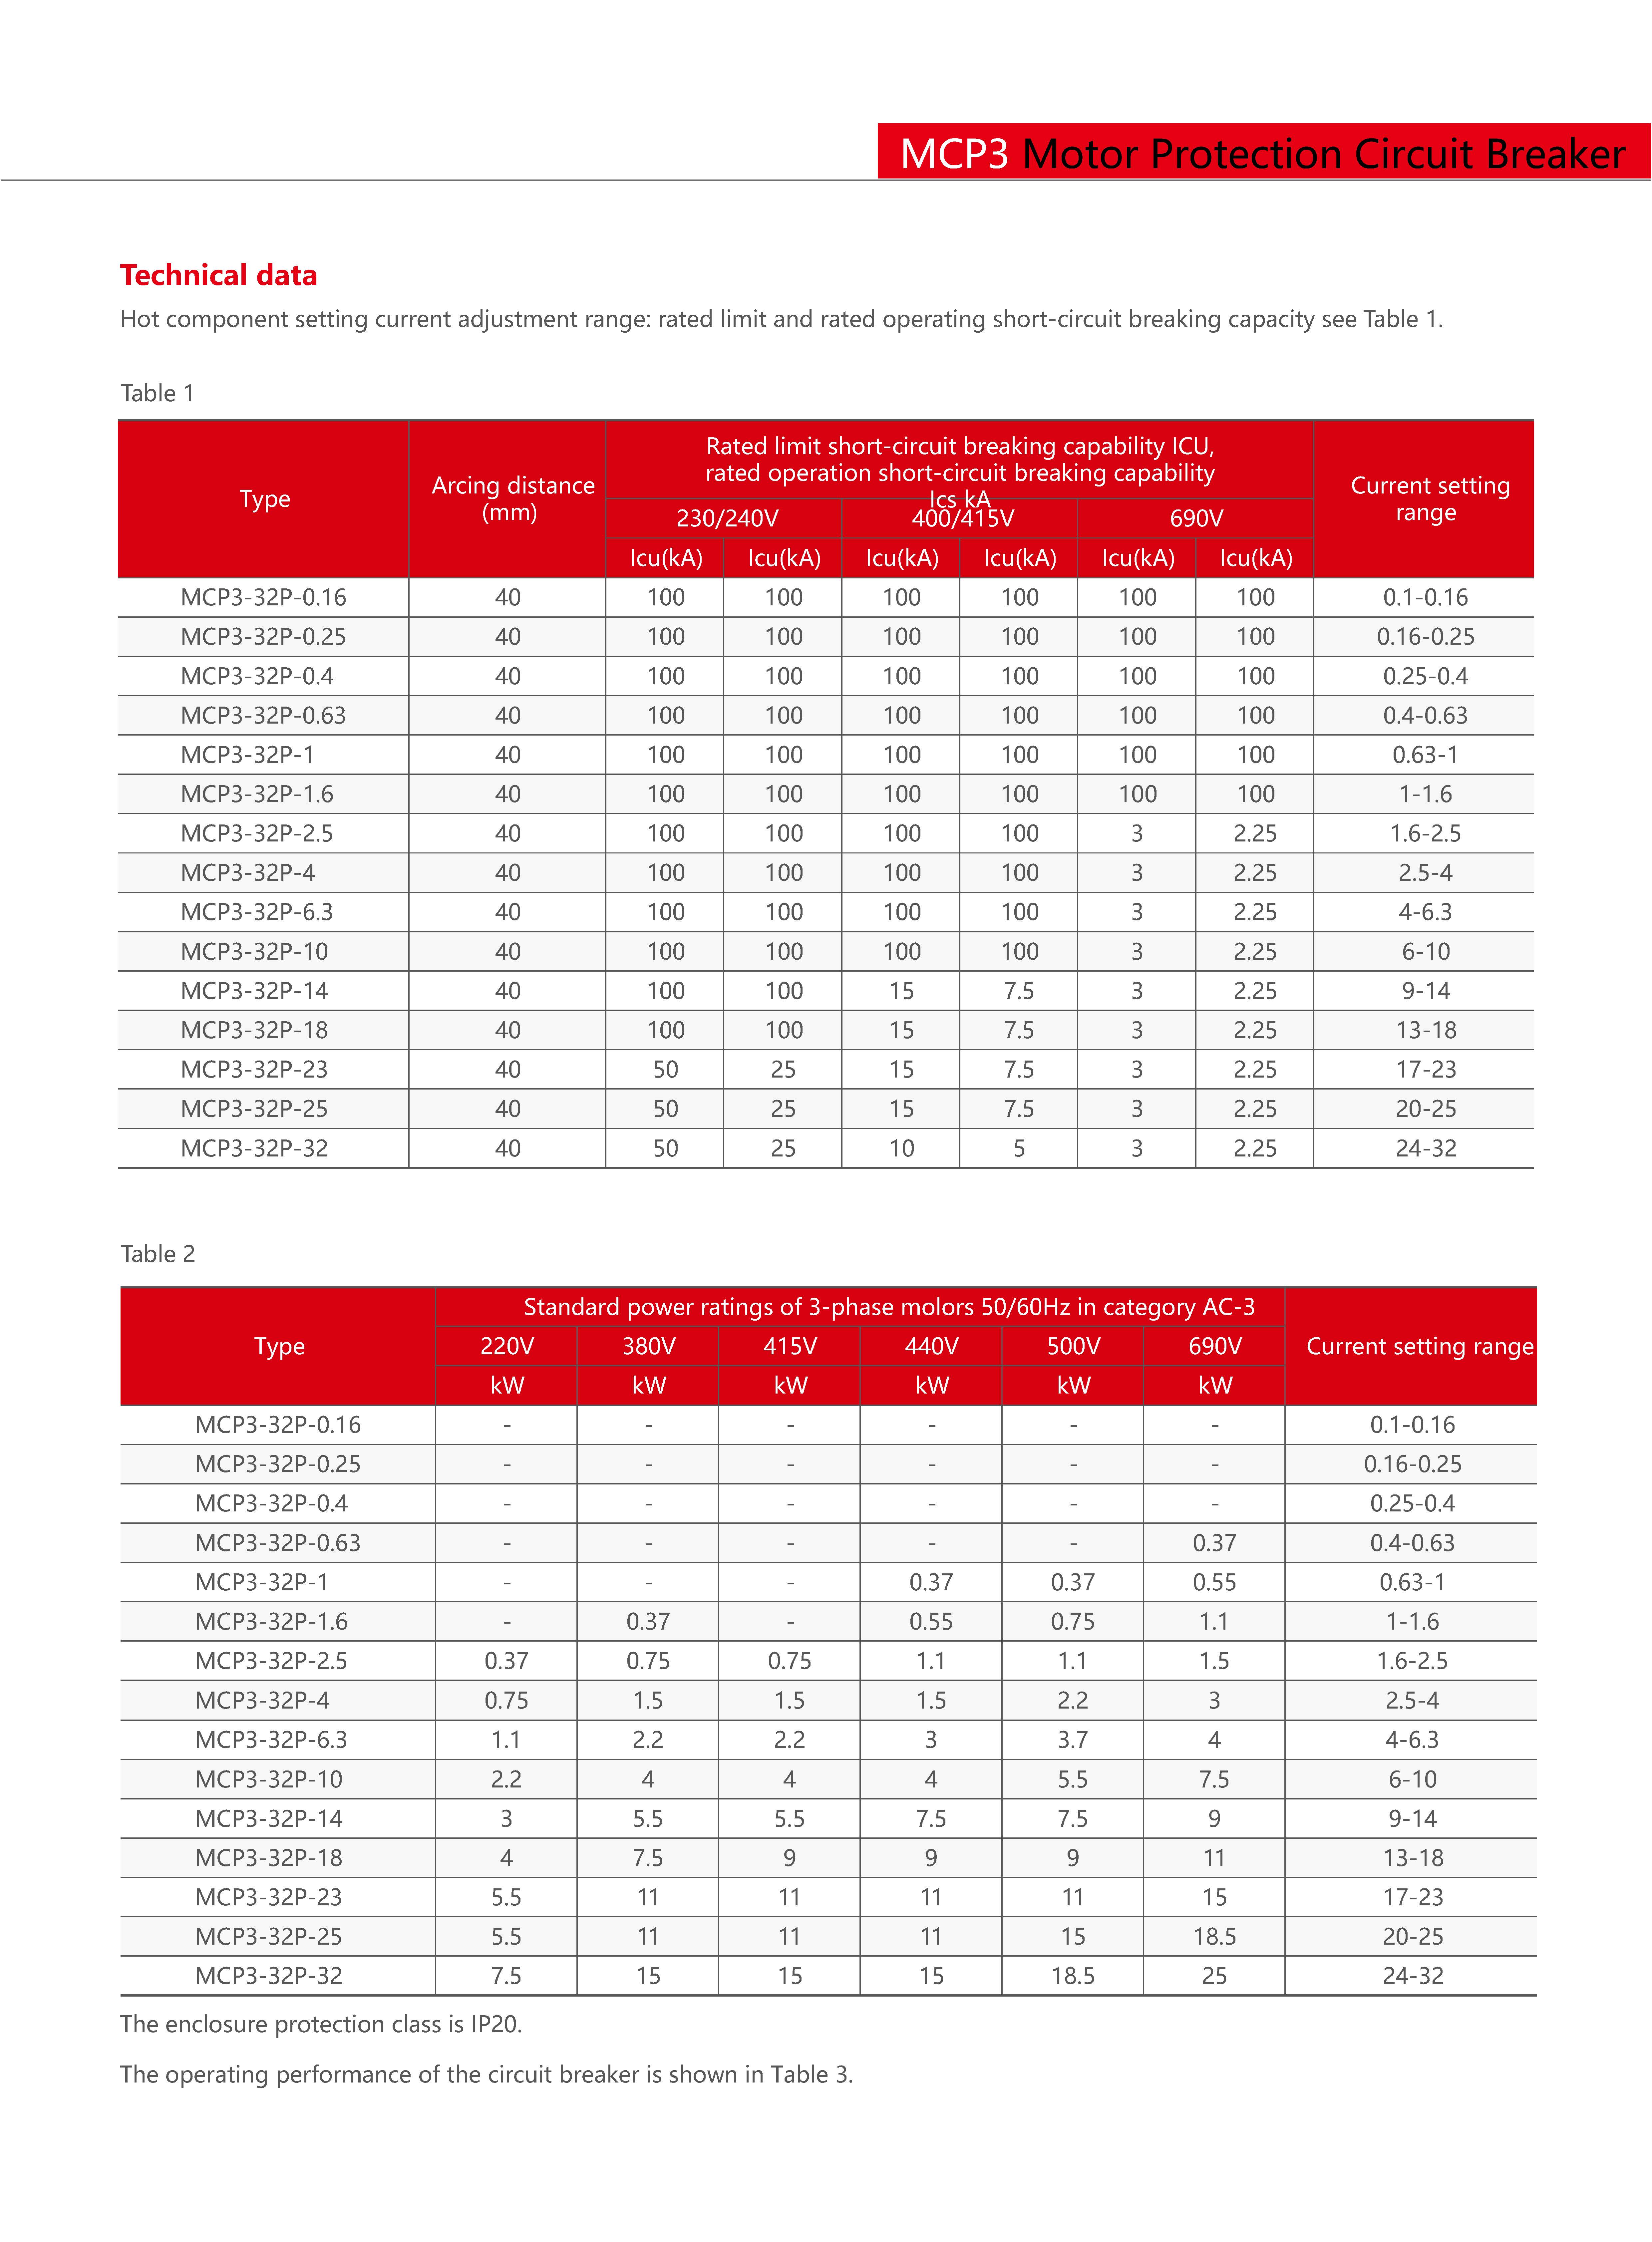 MCP3 Motor Protection Circuit Breaker
Technical data
Hot component setting current adjustment range: rated limit and rated operating short-circuit breaking capacity see Table 1.
Table 1
Type
Arcing distance
(mm)
Rated limit short-circuit breaking capability ICU,
rated operation short-circuit breaking capability
Ics kA
Current setting
range
230/240V 400/415V 690V
Icu(kA) Icu(kA) Icu(kA) Icu(kA) Icu(kA) Icu(kA)
MCP3-32P-0.16 40 100 100 100 100 100 100 0.1-0.16
MCP3-32P-0.25 40 100 100 100 100 100 100 0.16-0.25
MCP3-32P-0.4 40 100 100 100 100 100 100 0.25-0.4
MCP3-32P-0.63 40 100 100 100 100 100 100 0.4-0.63
MCP3-32P-1 40 100 100 100 100 100 100 0.63-1
MCP3-32P-1.6 40 100 100 100 100 100 100 1-1.6
MCP3-32P-2.5 40 100 100 100 100 3 2.25 1.6-2.5
MCP3-32P-4 40 100 100 100 100 3 2.25 2.5-4
MCP3-32P-6.3 40 100 100 100 100 3 2.25 4-6.3
MCP3-32P-10 40 100 100 100 100 3 2.25 6-10
MCP3-32P-14 40 100 100 15 7.5 3 2.25 9-14
MCP3-32P-18 40 100 100 15 7.5 3 2.25 13-18
MCP3-32P-23 40 50 25 15 7.5 3 2.25 17-23
MCP3-32P-25 40 50 25 15 7.5 3 2.25 20-25
MCP3-32P-32 40 50 25 10 5 3 2.25 24-32
Table 2
Type
Standard power ratings of 3-phase molors 50/60Hz in category AC-3
Current setting range
220V 380V 415V 440V 500V 690V
kW kW kW kW kW kW
MCP3-32P-0.16 - - - - - - 0.1-0.16
MCP3-32P-0.25 - - - - - - 0.16-0.25
MCP3-32P-0.4 - - - - - - 0.25-0.4
MCP3-32P-0.63 - - - - - 0.37 0.4-0.63
MCP3-32P-1 - - - 0.37 0.37 0.55 0.63-1
MCP3-32P-1.6 - 0.37 - 0.55 0.75 1.1 1-1.6
MCP3-32P-2.5 0.37 0.75 0.75 1.1 1.1 1.5 1.6-2.5
MCP3-32P-4 0.75 1.5 1.5 1.5 2.2 3 2.5-4
MCP3-32P-6.3 1.1 2.2 2.2 3 3.7 4 4-6.3
MCP3-32P-10 2.2 4 4 4 5.5 7.5 6-10
MCP3-32P-14 3 5.5 5.5 7.5 7.5 9 9-14
MCP3-32P-18 4 7.5 9 9 9 11 13-18
MCP3-32P-23 5.5 11 11 11 11 15 17-23
MCP3-32P-25 5.5 11 11 11 15 18.5 20-25
MCP3-32P-32 7.5 15 15 15 18.5 25 24-32
The enclosure protection class is IP20.
The operating performance of the circuit breaker is shown in Table 3.